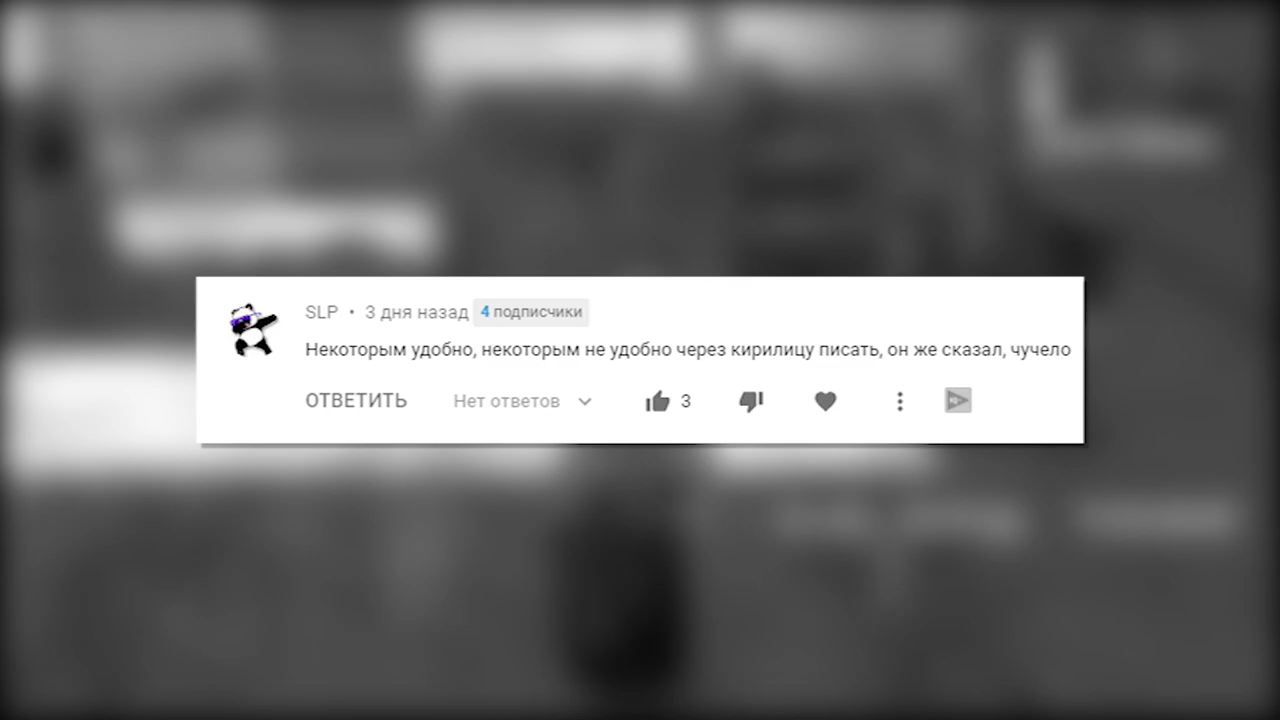 SLP • 3 дня назад 4 подписчики
Некоторым удобно, некоторым не удобно через кирилицу писать, он же сказал, чучело
ОТВЕТИТЬ Нет ответов 3